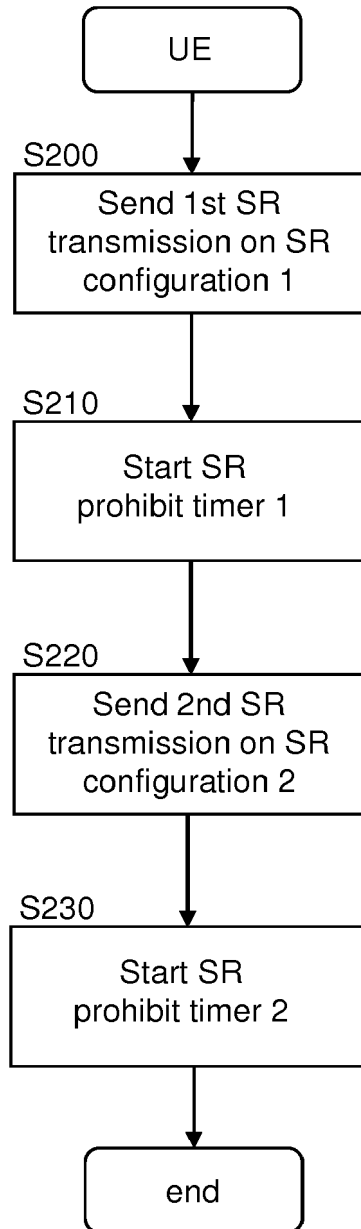 UE
S200
Send 1st SR
transmission on SR
configuration 1
S210
Start SR
prohibit timer 1
S220
Send 2nd SR
transmission on SR
configuration 2
S230
Start SR
prohibit timer 2
end